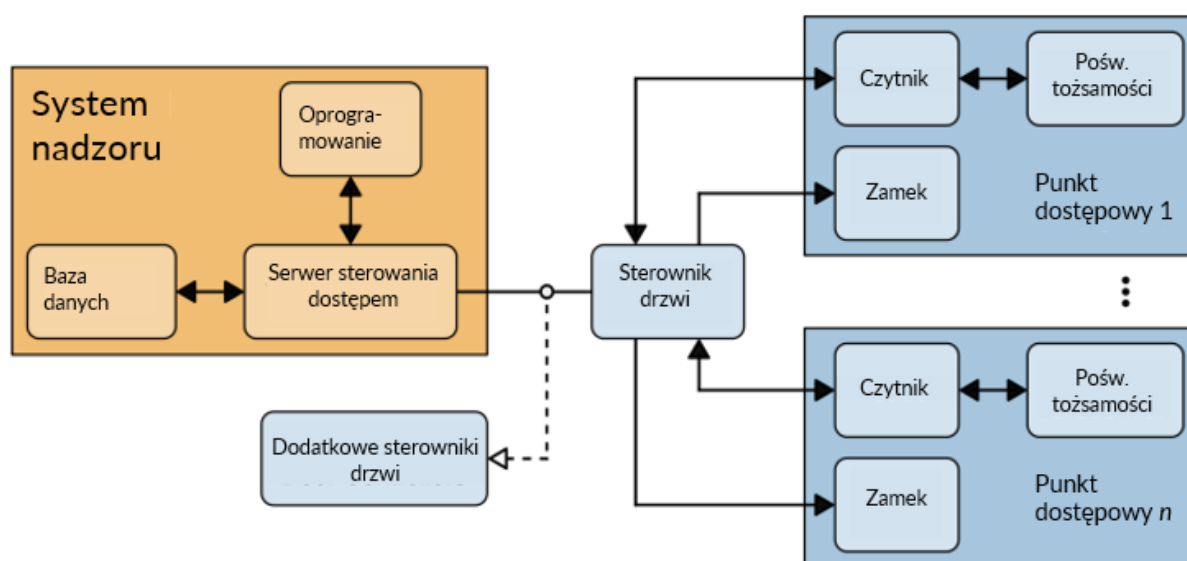 System
nadzoru
Oprogra-
mowanie
Baza
danych
Serwer sterowania
dostępem
Dodatkowe sterowniki
drzwi
Sterownik
drzwi
Czytnik
Pośw.
tożsamości
Zamek
Punkt
dostępowy 1
Czytnik
Pośw.
tożsamości
Zamek
Punkt
dostępowy n